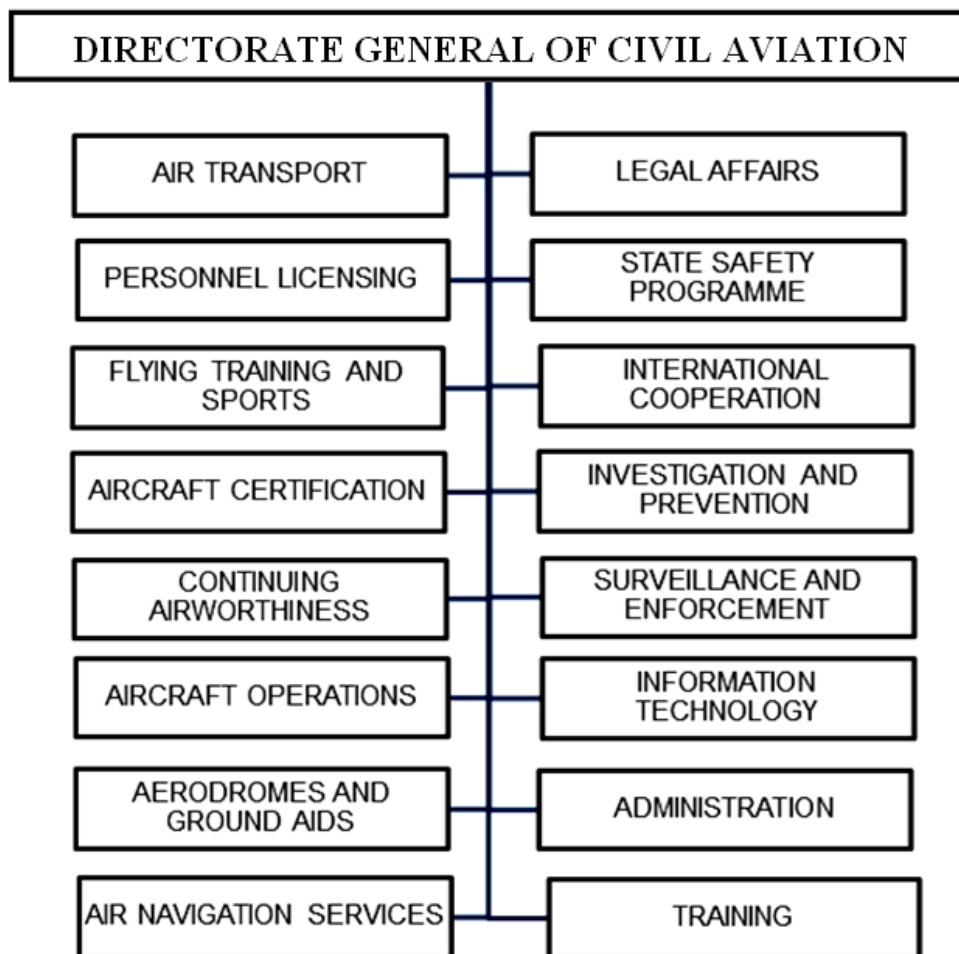 DIRECTORATE GENERAL OF CIVIL AVIATION
AIR TRANSPORT
LEGAL AFFAIRS
PERSONNEL LICENSING
STATE SAFETY
PROGRAMME
FLYING TRAINING AND
SPORTS
INTERNATIONAL
COOPERATION
AIRCRAFT CERTIFICATION
INVESTIGATION AND
PREVENTION
CONTINUING
AIRWORTHINESS
SURVEILLANCE AND
ENFORCEMENT
AIRCRAFT OPERATIONS
INFORMATION
TECHNOLOGY
AERODROMES AND
GROUND AIDS
ADMINISTRATION
AIR NAVIGATION SERVICES
TRAINING